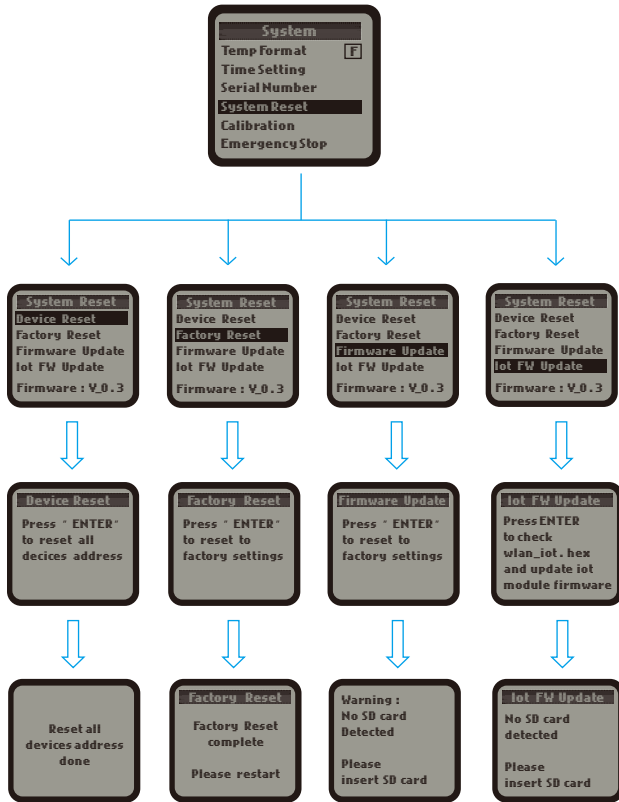 System
Temp Format F
Time Setting
Serial Number
System Reset
Calibration
Emergency Stop
System Reset
Device Reset
Factory Reset
Firmware Update
Iot FW Update
Firmware : V_0.3
System Reset
Device Reset
Factory Reset
Firmware Update
Iot FW Update
Firmware : V_0.3
System Reset
Device Reset
Factory Reset
Firmware Update
Iot FW Update
Firmware : V_0.3
System Reset
Device Reset
Factory Reset
Firmware Update
Iot FW Update
Firmware : V_0.3
Device Reset
Press " ENTER"
to reset all
decices address
Factory Reset
Press " ENTER"
to reset to
factory settings
Firmware Update
Press " ENTER"
to reset to
factory settings
Iot FW Update
Press ENTER
to check
wlan_iot.hex
and update iot
module firmware
Reset all
devices address
done
Factory Reset
Factory Reset
complete
Please restart
Warning :
No SD card
Detected
Please
insert SD card
Iot FW Update
No SD card
detected
Please
insert SD card